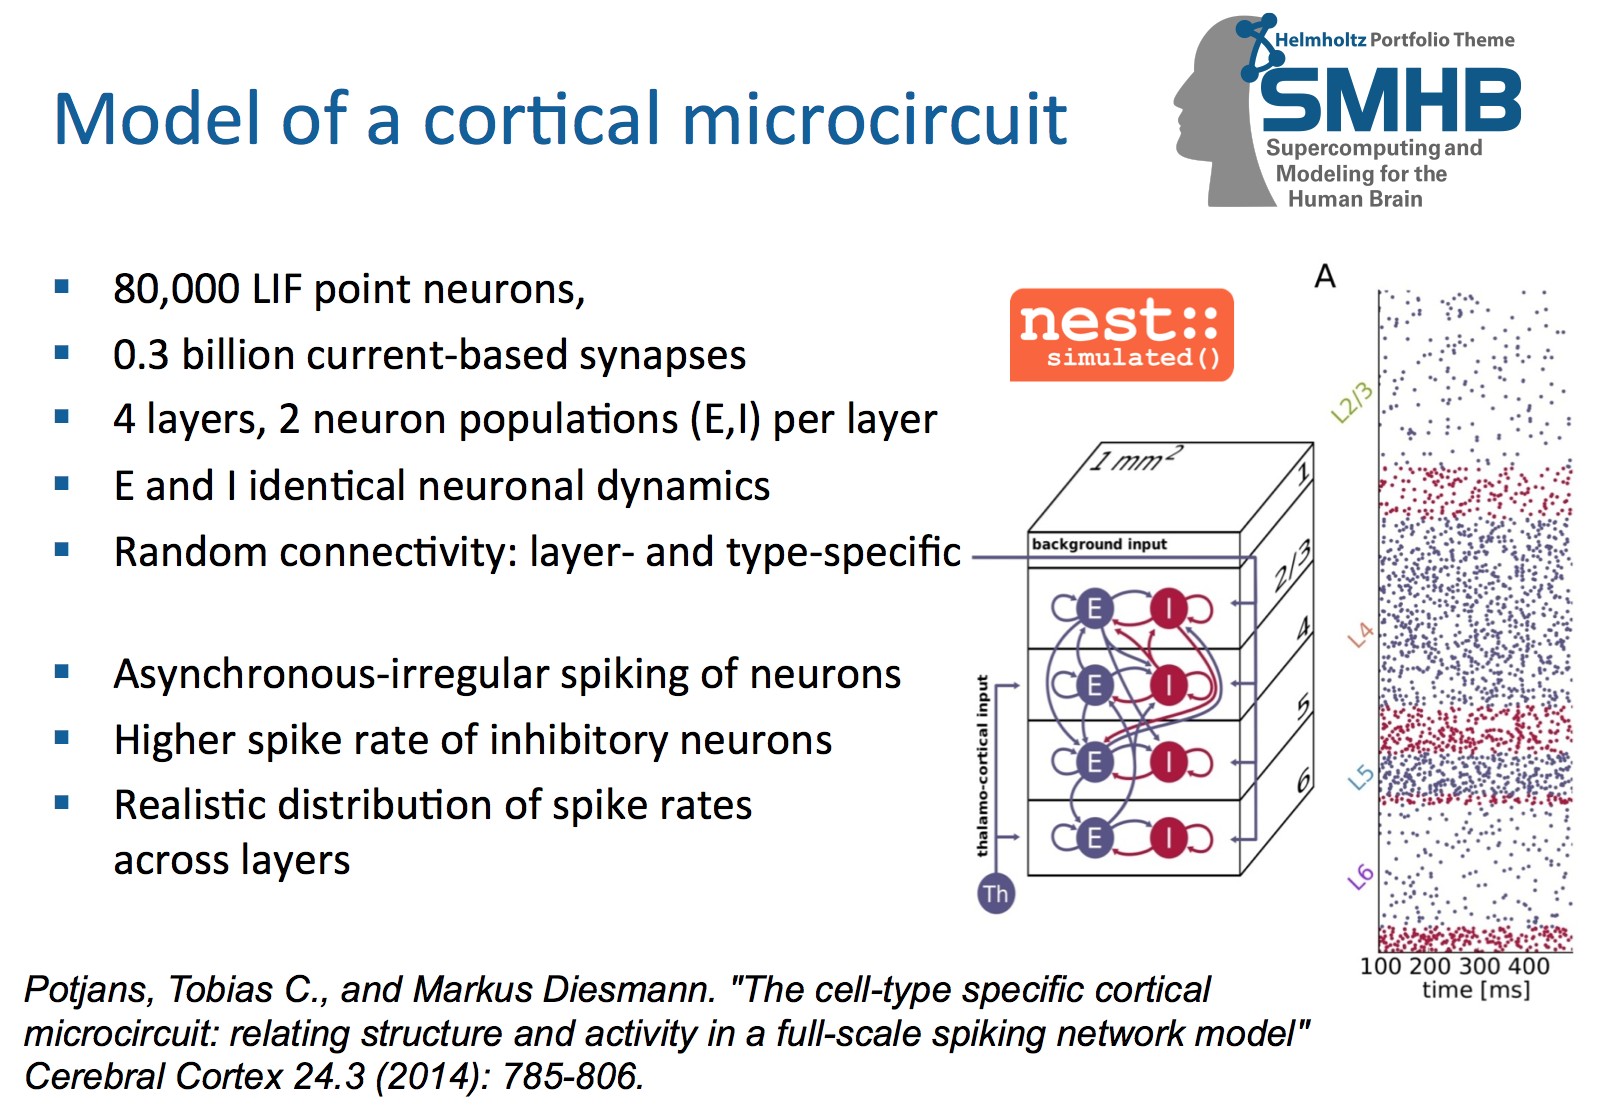 Helmholtz Portfolio Theme
SMHB
Supercomputing and
Modeling for the
Human Brain
Model of a cortical microcircuit
80,000 LIF point neurons,
0.3 billion current-based synapses
4 layers, 2 neuron populations (E,I) per layer
E and I identical neuronal dynamics
Random connectivity: layer- and type-specific
Asynchronous-irregular spiking of neurons
Higher spike rate of inhibitory neurons
Realistic distribution of spike rates
across layers
nest::
simulated()
1 mm²
1
background input
2/3
E I
4
E I
5
E I
6
E I
thalamo-cortical input
Th
A
L2/3
L4
L5
L6
100 200 300 400
time [ms]
Potjans, Tobias C., and Markus Diesmann. "The cell-type specific cortical
microcircuit: relating structure and activity in a full-scale spiking network model"
Cerebral Cortex 24.3 (2014): 785-806.